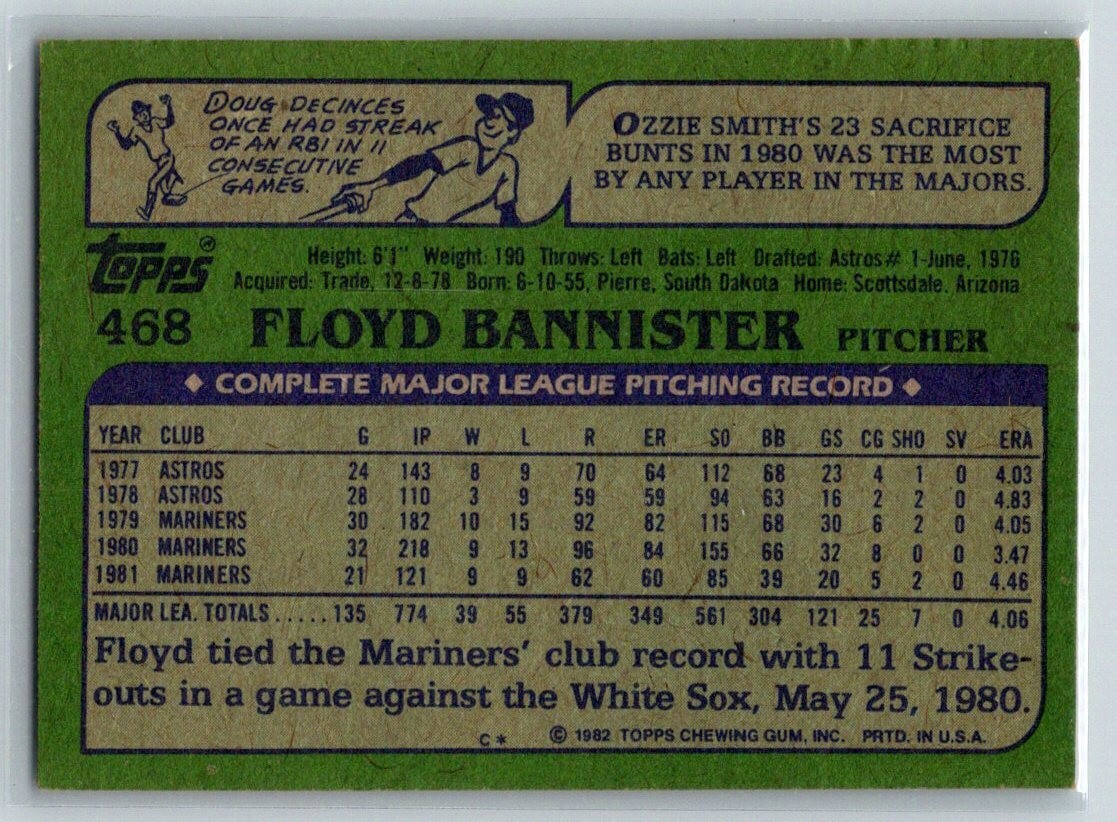 DOUG DECINCES
ONCE HAD STREAK
OF AN RBI IN 11
CONSECUTIVE
GAMES.
OZZIE SMITH'S 23 SACRIFICE
BUNTS IN 1980 WAS THE MOST
BY ANY PLAYER IN THE MAJORS.
Topps®
Height: 6'1" Weight: 190 Throws: Left Bats: Left Drafted: Astros # 1-June, 1976
Acquired: Trade, 12-8-78 Born: 6-10-55, Pierre, South Dakota Home: Scottsdale, Arizona
468 FLOYD BANNISTER PITCHER
◆ COMPLETE MAJOR LEAGUE PITCHING RECORD ◆
YEAR CLUB G IP W L R ER SO BB GS CG SHO SV ERA
1977 ASTROS 24 143 8 9 70 64 112 68 23 4 1 0 4.03
1978 ASTROS 28 110 3 9 59 59 94 63 16 2 2 0 4.83
1979 MARINERS 30 182 10 15 92 82 115 68 30 6 2 0 4.05
1980 MARINERS 32 218 9 13 96 84 155 66 32 8 0 0 3.47
1981 MARINERS 21 121 9 9 62 60 85 39 20 5 2 0 4.46
MAJOR LEA. TOTALS.....135 774 39 55 379 349 561 304 121 25 7 0 4.06
Floyd tied the Mariners' club record with 11 Strike-
outs in a game against the White Sox, May 25, 1980.
C* © 1982 TOPPS CHEWING GUM, INC. PRTD. IN U.S.A.